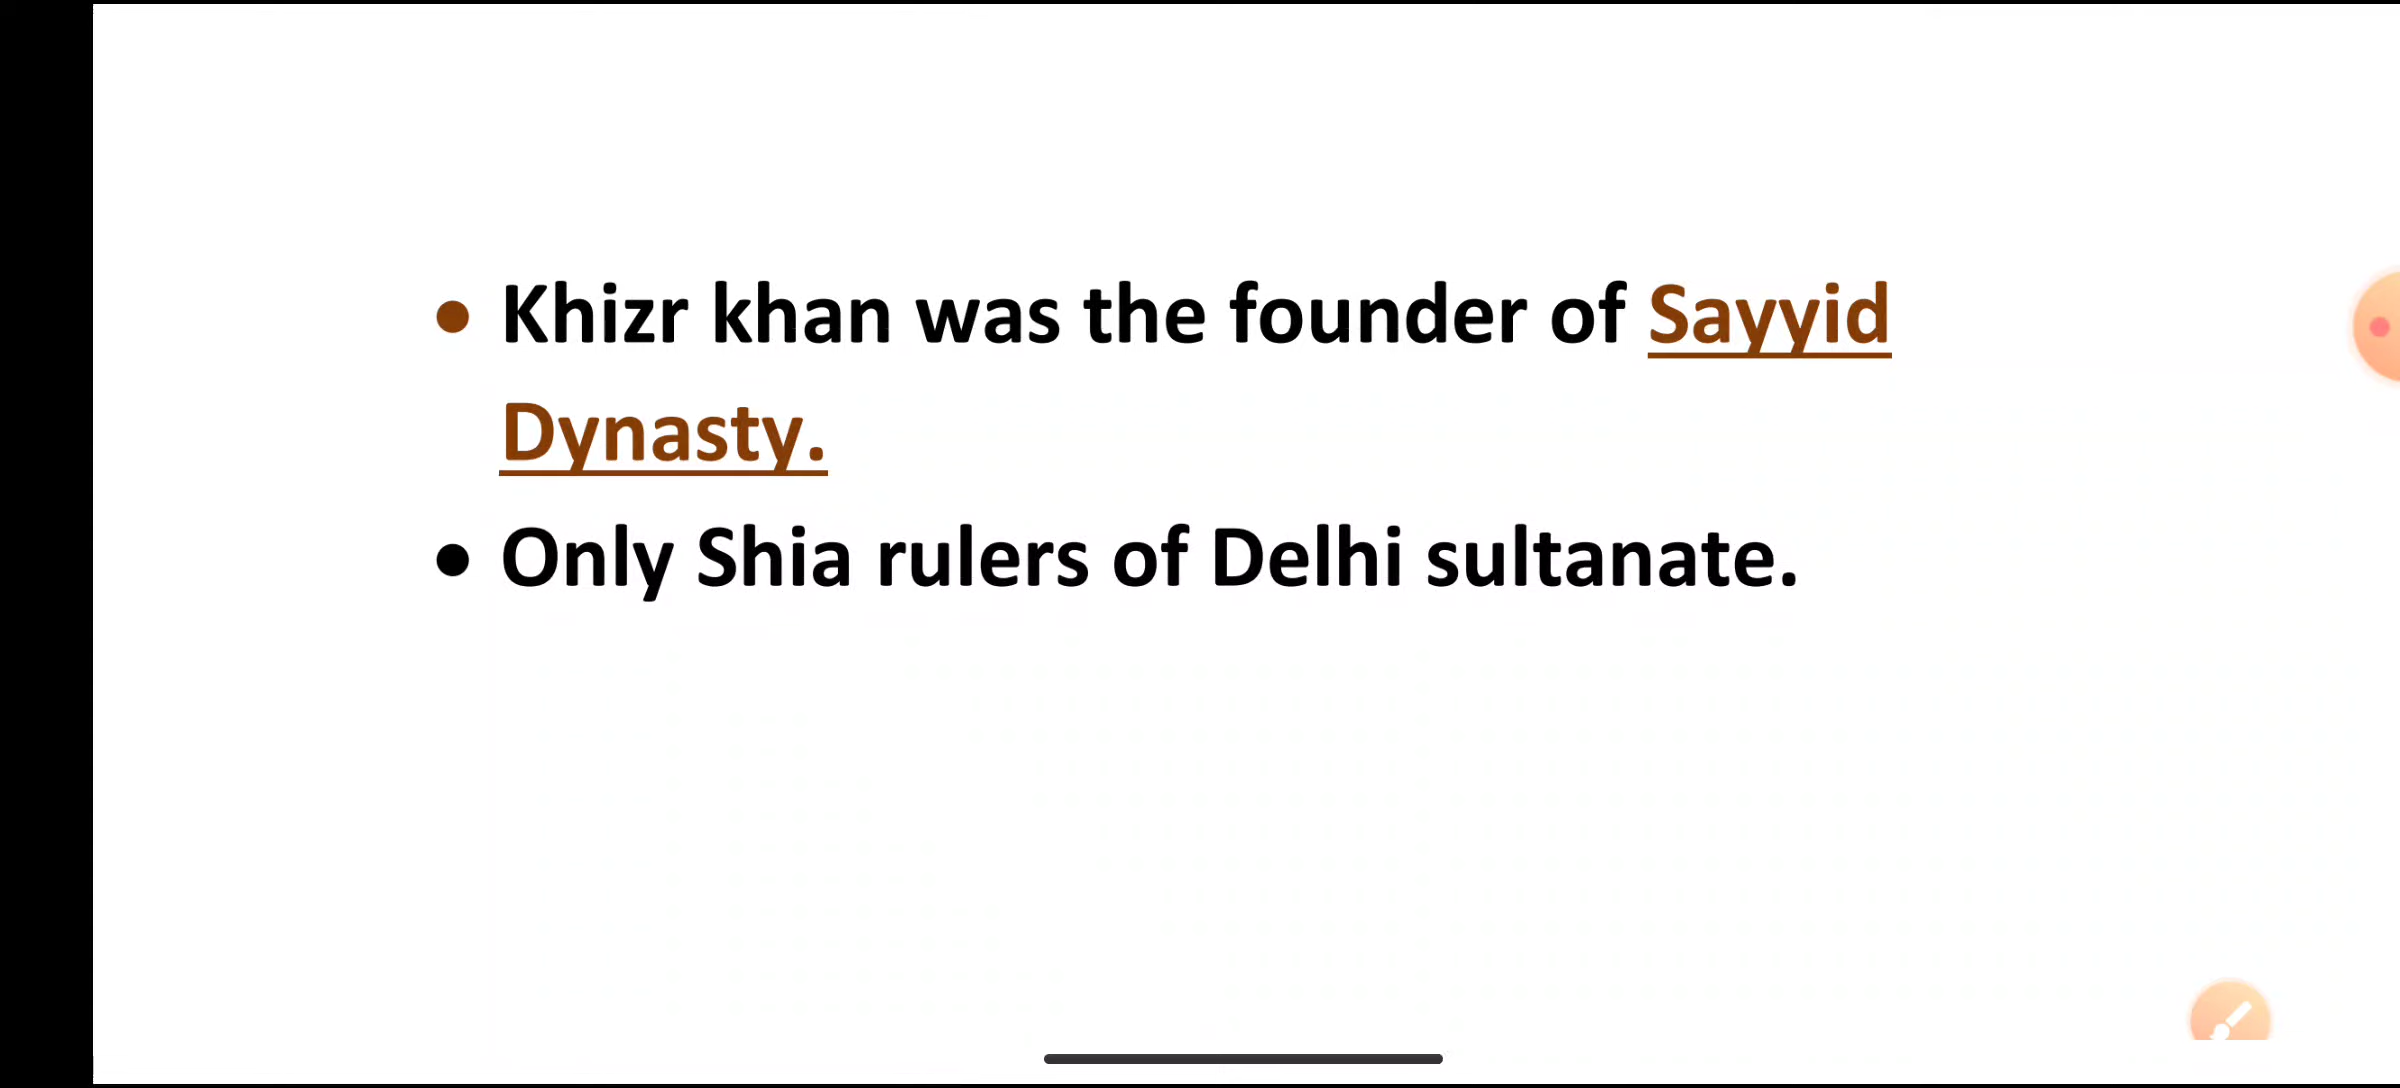 • Khizr khan was the founder of Sayyid
Dynasty.
• Only Shia rulers of Delhi sultanate.